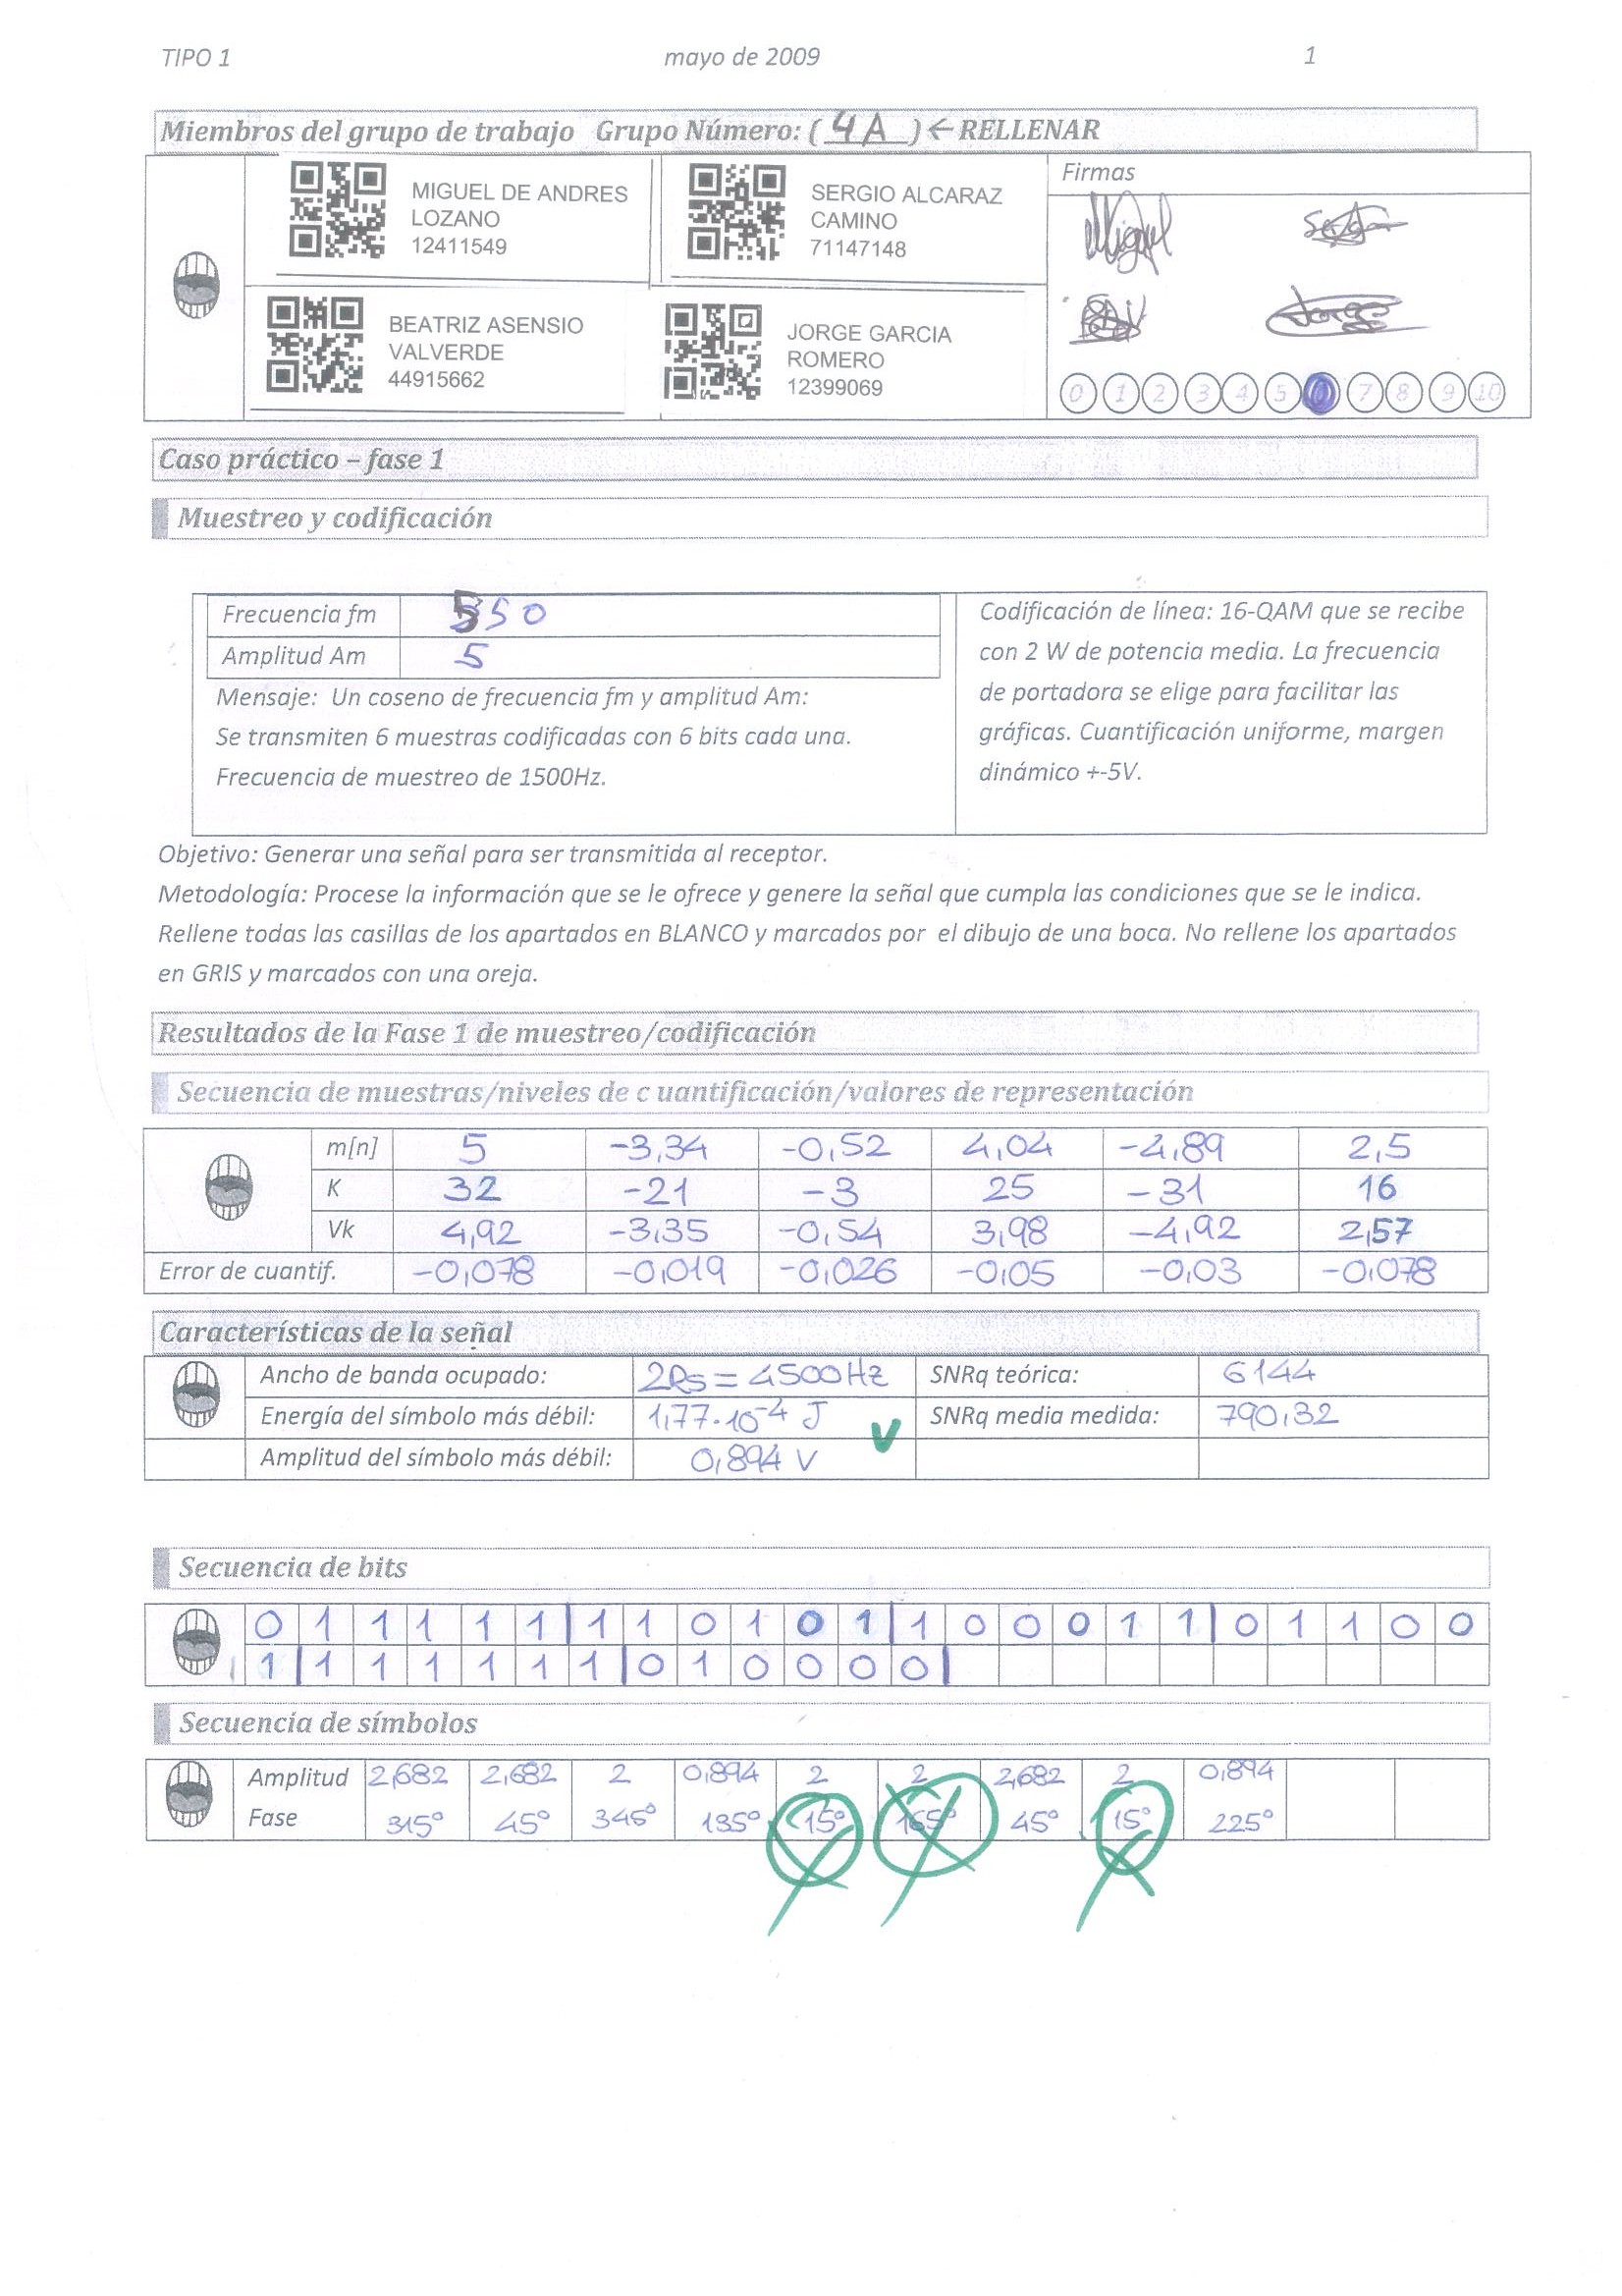 TIPO 1 mayo de 2009 1
Miembros del grupo de trabajo Grupo Número: ( 4A ) ← RELLENAR
MIGUEL DE ANDRES
LOZANO
12411549
SERGIO ALCARAZ
CAMINO
71147148
Firmas
Miguel
BEATRIZ ASENSIO
VALVERDE
44915662
JORGE GARCIA
ROMERO
12399069
Jorge
0 1 2 3 4 5 7 8 9 10
Caso práctico – fase 1
Muestreo y codificación
Frecuencia fm 550
Amplitud Am 5
Mensaje: Un coseno de frecuencia fm y amplitud Am:
Se transmiten 6 muestras codificadas con 6 bits cada una.
Frecuencia de muestreo de 1500Hz.
Codificación de línea: 16-QAM que se recibe
con 2 W de potencia media. La frecuencia
de portadora se elige para facilitar las
gráficas. Cuantificación uniforme, margen
dinámico +-5V.
Objetivo: Generar una señal para ser transmitida al receptor.
Metodología: Procese la información que se le ofrece y genere la señal que cumpla las condiciones que se le indica.
Rellene todas las casillas de los apartados en BLANCO y marcados por el dibujo de una boca. No rellene los apartados
en GRIS y marcados con una oreja.
Resultados de la Fase 1 de muestreo/codificación
Secuencia de muestras/niveles de c uantificación/valores de representación
m[n] 5 -3,34 -0,52 4,04 -4,89 2,5
K 32 -21 -3 25 -31 16
Vk 4,92 -3,35 -0,54 3,98 -4,92 2,57
Error de cuantif. -0,078 -0,019 -0,026 -0,05 -0,03 -0,078
Características de la señal
Ancho de banda ocupado: 2Rs = 4500Hz SNRq teórica: 6144
Energía del símbolo más débil: 1,77·10⁻⁴ J SNRq media medida: 790,32
Amplitud del símbolo más débil: 0,894 V
Secuencia de bits
0 1 1 1 1 1 | 1 1 0 1 0 1 | 1 0 0 0 1 1 | 0 1 1 0 0
1 | 1 1 1 1 1 1 | 0 1 0 0 0 0 |
Secuencia de símbolos
Amplitud 2,682 2,682 2 0,894 2 2 2,682 2 0,894
Fase 315° 45° 345° 135° 15° 165° 45° 15° 225°